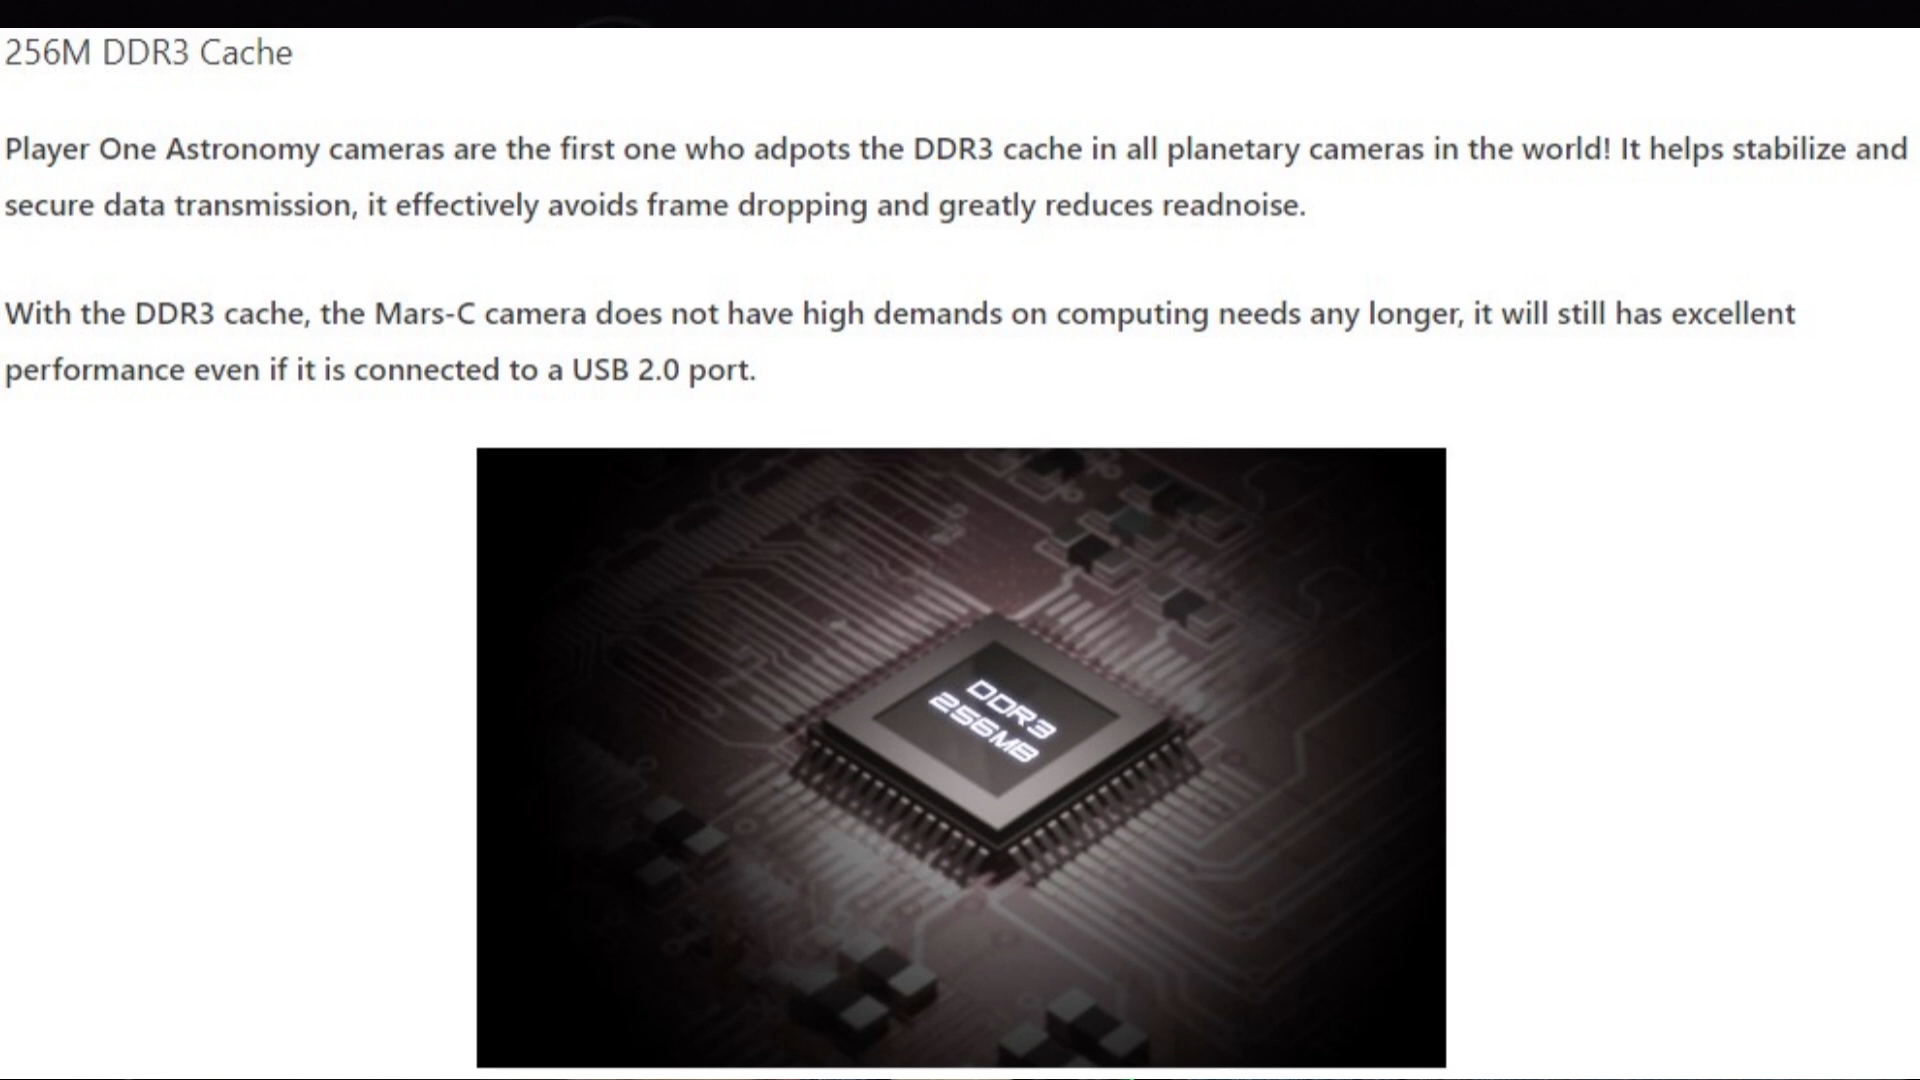 256M DDR3 Cache
Player One Astronomy cameras are the first one who adpots the DDR3 cache in all planetary cameras in the world! It helps stabilize and
secure data transmission, it effectively avoids frame dropping and greatly reduces readnoise.
With the DDR3 cache, the Mars-C camera does not have high demands on computing needs any longer, it will still has excellent
performance even if it is connected to a USB 2.0 port.
DDR3
256MB